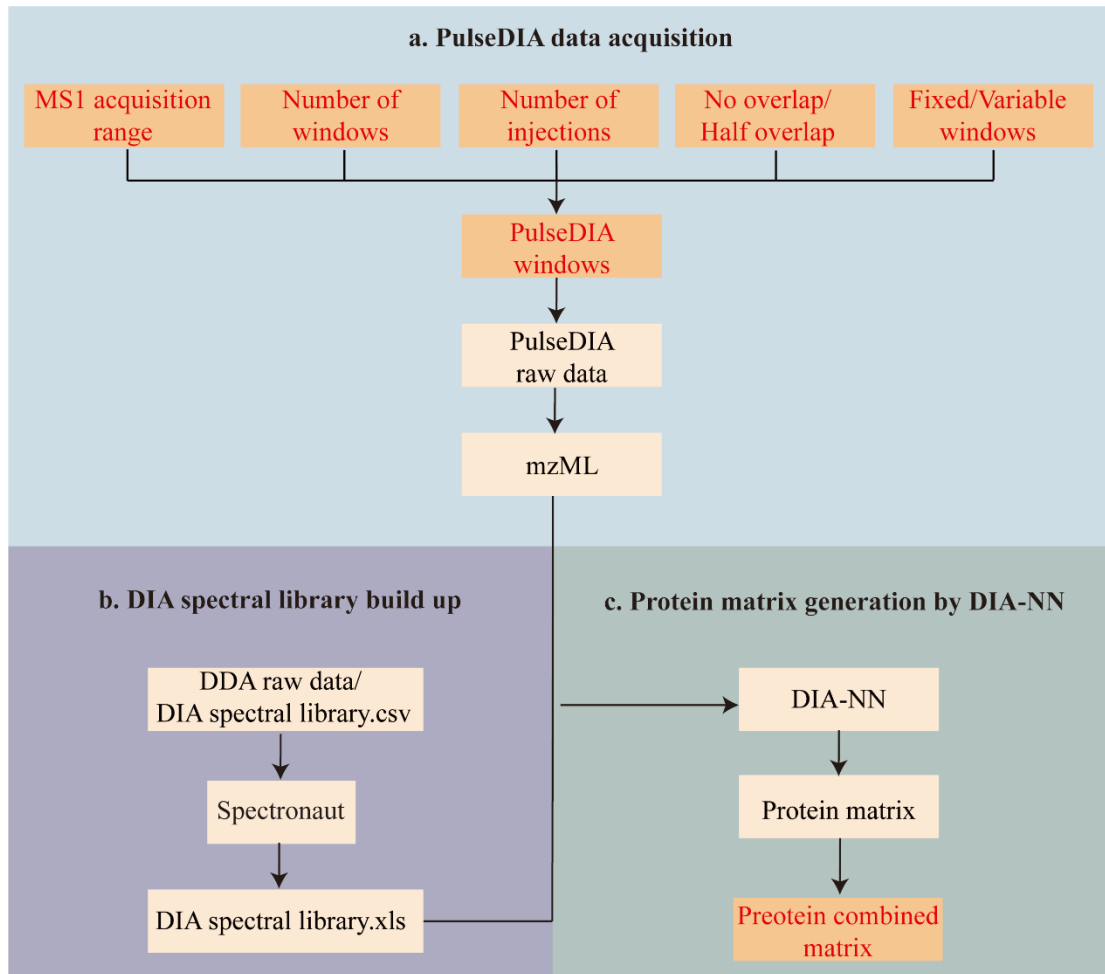 a. PulseDIA data acquisition
MS1 acquisition
range
Number of
windows
Number of
injections
No overlap/
Half overlap
Fixed/Variable
windows
PulseDIA
windows
PulseDIA
raw data
mzML
b. DIA spectral library build up
DDA raw data/
DIA spectral library.csv
Spectronaut
DIA spectral library.xls
c. Protein matrix generation by DIA-NN
DIA-NN
Protein matrix
Preotein combined
matrix